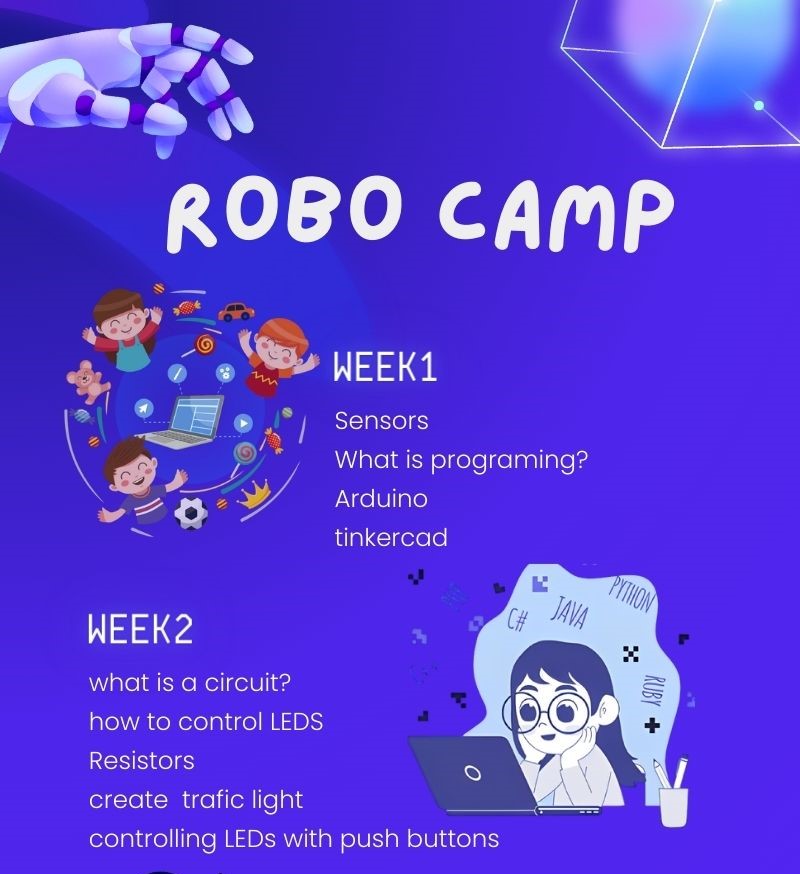 ROBO CAMP
WEEK1
Sensors
What is programing?
Arduino
tinkercad
PYTHON
C#
JAVA
RUBY
WEEK2
what is a circuit?
how to control LEDS
Resistors
create trafic light
controlling LEDs with push buttons